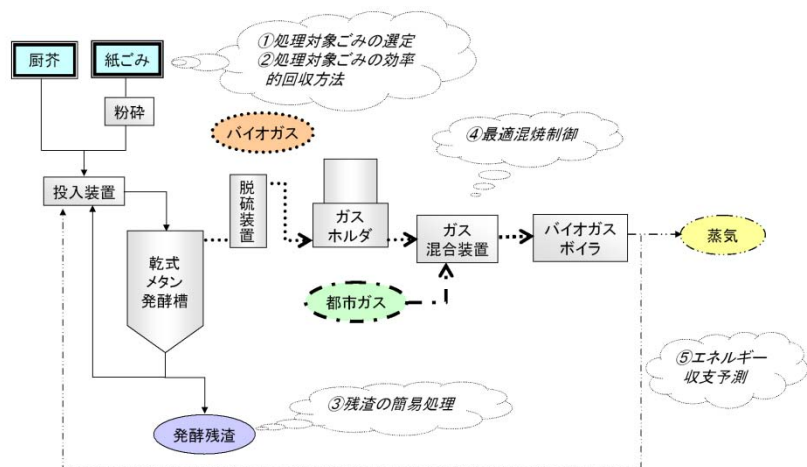 厨芥
紙ごみ
①処理対象ごみの選定
②処理対象ごみの効率
的回収方法
粉砕
バイオガス
④最適混焼制御
投入装置
脱硫装置
ガス
ホルダ
ガス
混合装置
バイオガス
ボイラ
蒸気
乾式
メタン
発酵槽
都市ガス
⑤エネルギー
収支予測
③残渣の簡易処理
発酵残渣